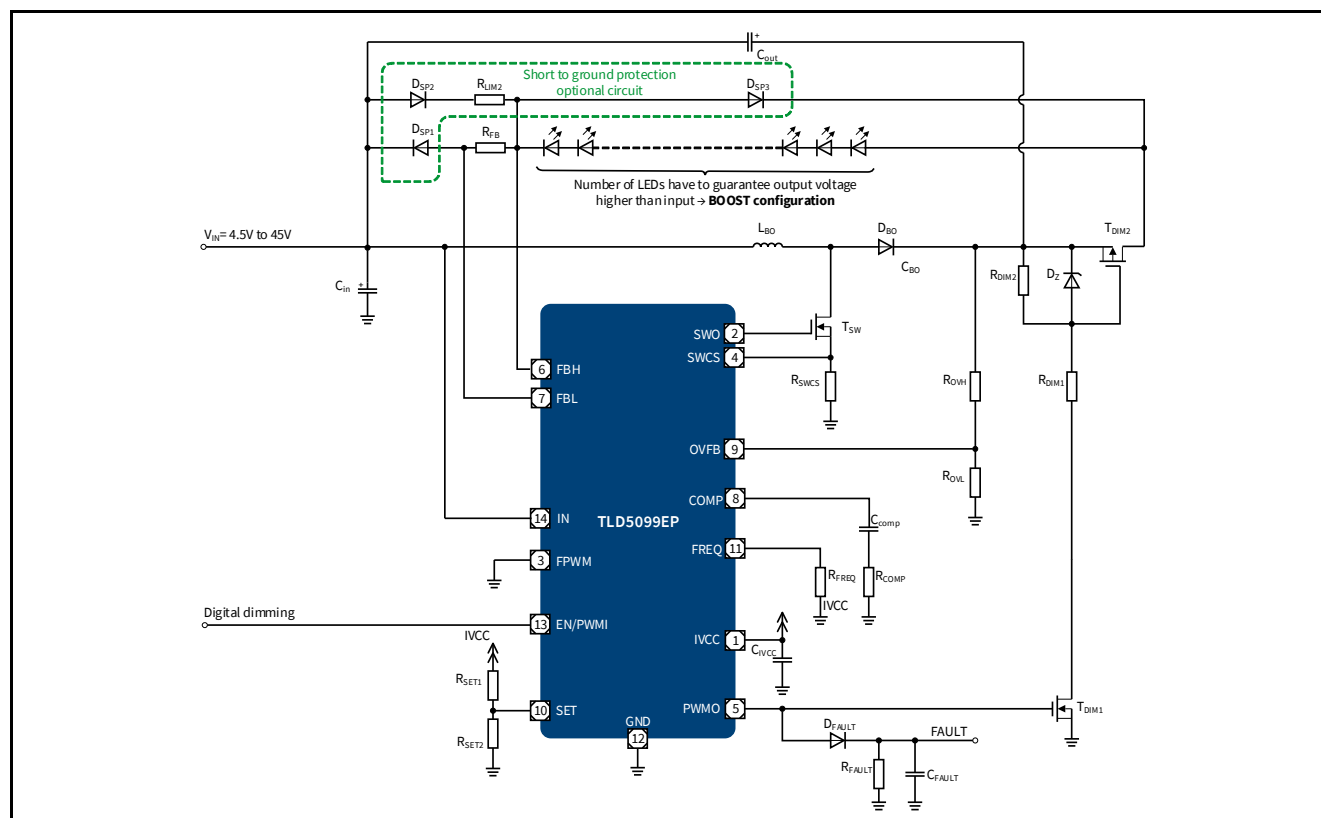 +
Cout
Short to ground protection
optional circuit
DSP2
RLIM2
DSP3
DSP1
RFB
Number of LEDs have to guarantee output voltage
higher than input → BOOST configuration
VIN= 4.5V to 45V
LBO
DBO
CBO
TDIM2
RDIM2
DZ
Cin
+
SWO
2
TSW
SWCS
4
6
FBH
7
FBL
RSWCS
ROVH
RDIM1
OVFB
9
ROVL
COMP
8
Ccomp
14
IN
TLD5099EP
FREQ
11
3
FPWM
RFREQ
RCOMP
IVCC
Digital dimming
13
EN/PWMI
IVCC
IVCC
1
CIVCC
RSET1
10
SET
PWMO
5
TDIM1
GND
12
RSET2
DFAULT
FAULT
RFAULT
CFAULT